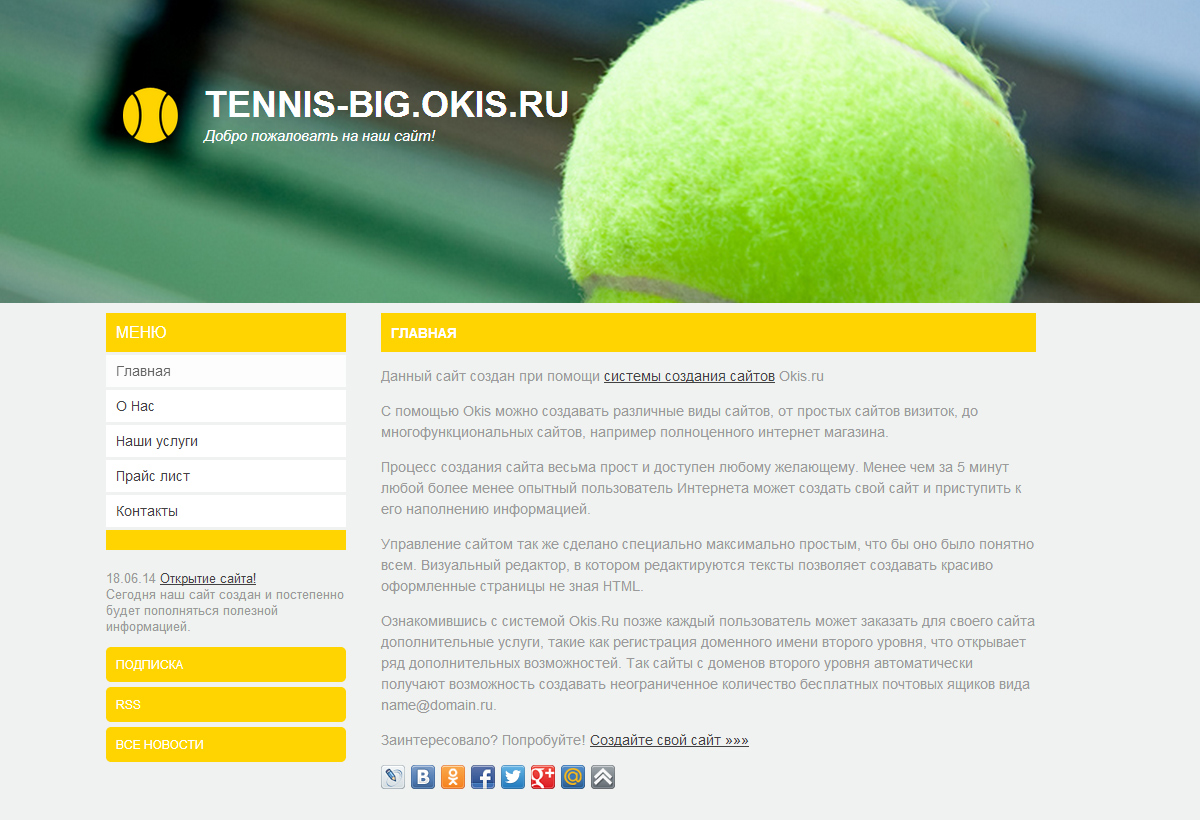 TENNIS-BIG.OKIS.RU
Добро пожаловать на наш сайт!
МЕНЮ
Главная
О Нас
Наши услуги
Прайс лист
Контакты
18.06.14 Открытие сайта!
Сегодня наш сайт создан и постепенно
будет пополняться полезной
информацией.
ПОДПИСКА
RSS
ВСЕ НОВОСТИ
ГЛАВНАЯ
Данный сайт создан при помощи системы создания сайтов Okis.ru
С помощью Okis можно создавать различные виды сайтов, от простых сайтов визиток, до
многофункциональных сайтов, например полноценного интернет магазина.
Процесс создания сайта весьма прост и доступен любому желающему. Менее чем за 5 минут
любой более менее опытный пользователь Интернета может создать свой сайт и приступить к
его наполнению информацией.
Управление сайтом так же сделано специально максимально простым, что бы оно было понятно
всем. Визуальный редактор, в котором редактируются тексты позволяет создавать красиво
оформленные страницы не зная HTML.
Ознакомившись с системой Okis.Ru позже каждый пользователь может заказать для своего сайта
дополнительные услуги, такие как регистрация доменного имени второго уровня, что открывает
ряд дополнительных возможностей. Так сайты с доменов второго уровня автоматически
получают возможность создавать неограниченное количество бесплатных почтовых ящиков вида
name@domain.ru.
Заинтересовало? Попробуйте! Создайте свой сайт »»»